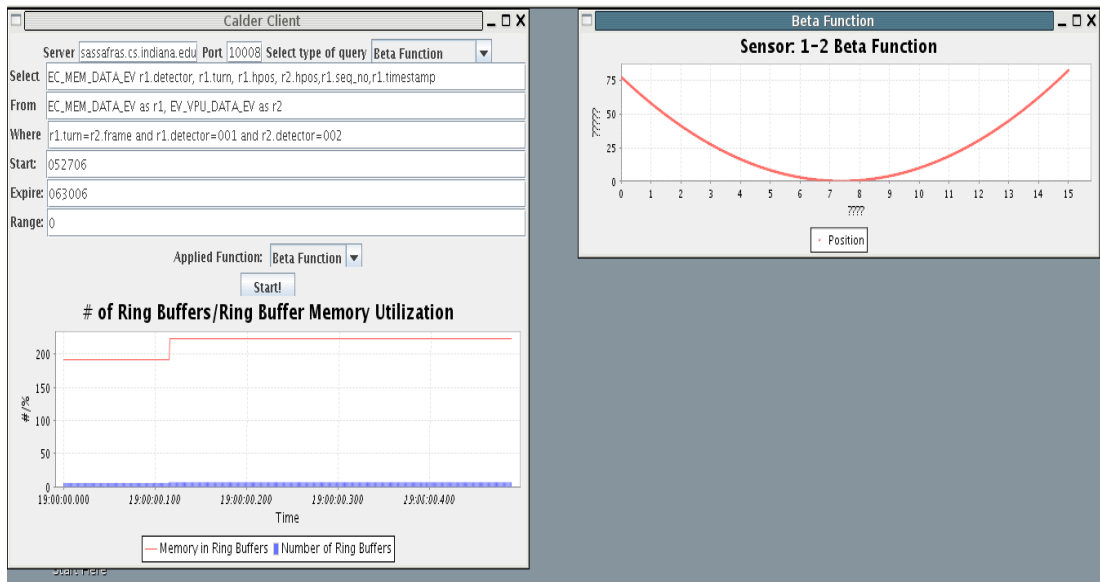 Calder Client
Server sassafras.cs.indiana.edu Port 10008 Select type of query Beta Function
Select EC_MEM_DATA_EV r1.detector, r1.turn, r1.hpos, r2.hpos,r1.seq_no,r1.timestamp
From EC_MEM_DATA_EV as r1, EV_VPU_DATA_EV as r2
Where r1.turn=r2.frame and r1.detector=001 and r2.detector=002
Start: 052706
Expire: 063006
Range: 0
Applied Function: Beta Function
Start!
# of Ring Buffers/Ring Buffer Memory Utilization
200
150
100
50
0
#/%
19:00:00.000 19:00:00.100 19:00:00.200 19:00:00.300 19:00:00.400
Time
Memory in Ring Buffers Number of Ring Buffers
Start Here
Beta Function
Sensor: 1-2 Beta Function
75
50
25
0
?????
0 1 2 3 4 5 6 7 8 9 10 11 12 13 14 15
????
Position